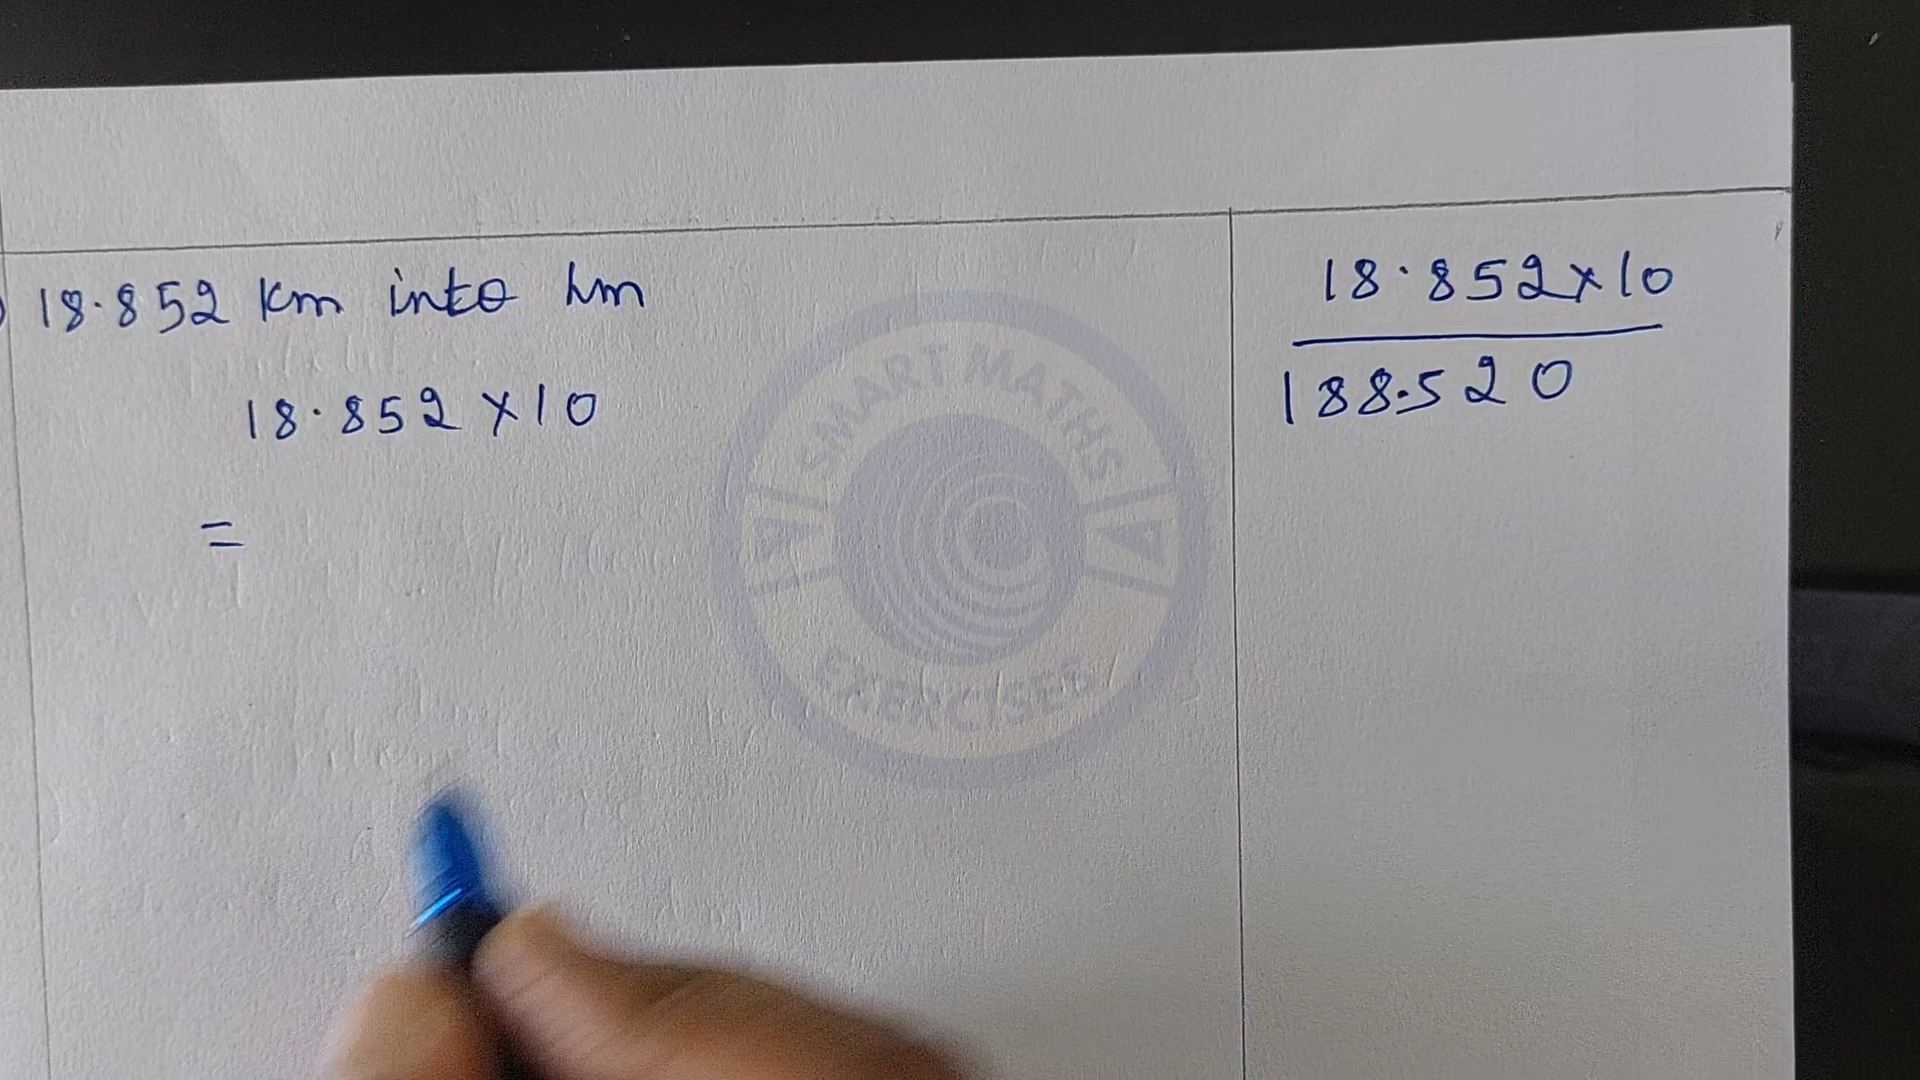 18.852 km into hm
18.852 × 10
=
18.852 × 10
188.520
SMART MATHS
EXERCISES